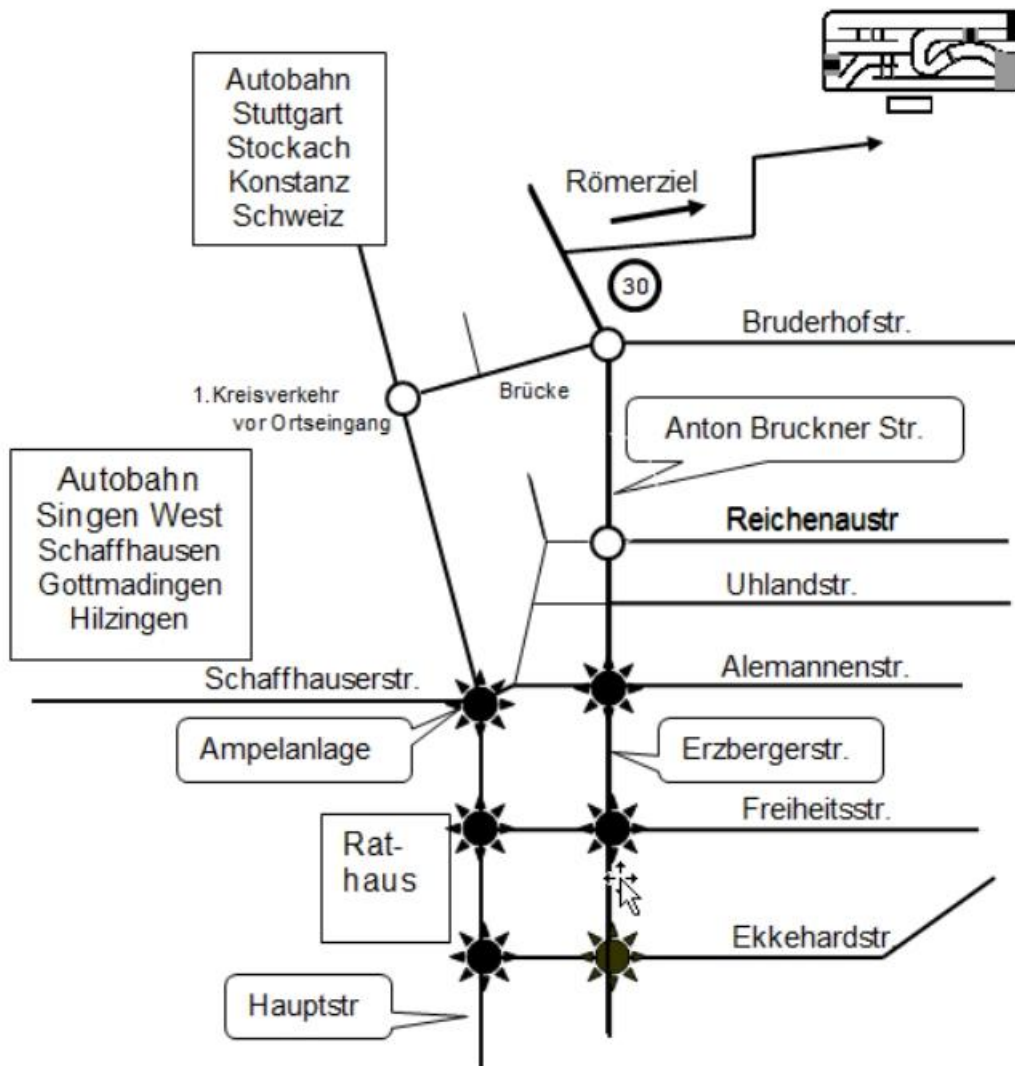 Autobahn
Stuttgart
Stockach
Konstanz
Schweiz
Römerziel
30
Bruderhofstr.
1.Kreisverkehr
vor Ortseingang
Brücke
Anton Bruckner Str.
Autobahn
Singen West
Schaffhausen
Gottmadingen
Hilzingen
Reichenaustr
Uhlandstr.
Schaffhauserstr.
Alemannenstr.
Ampelanlage
Erzbergerstr.
Freiheitsstr.
Rat-
haus
Ekkehardstr
Hauptstr